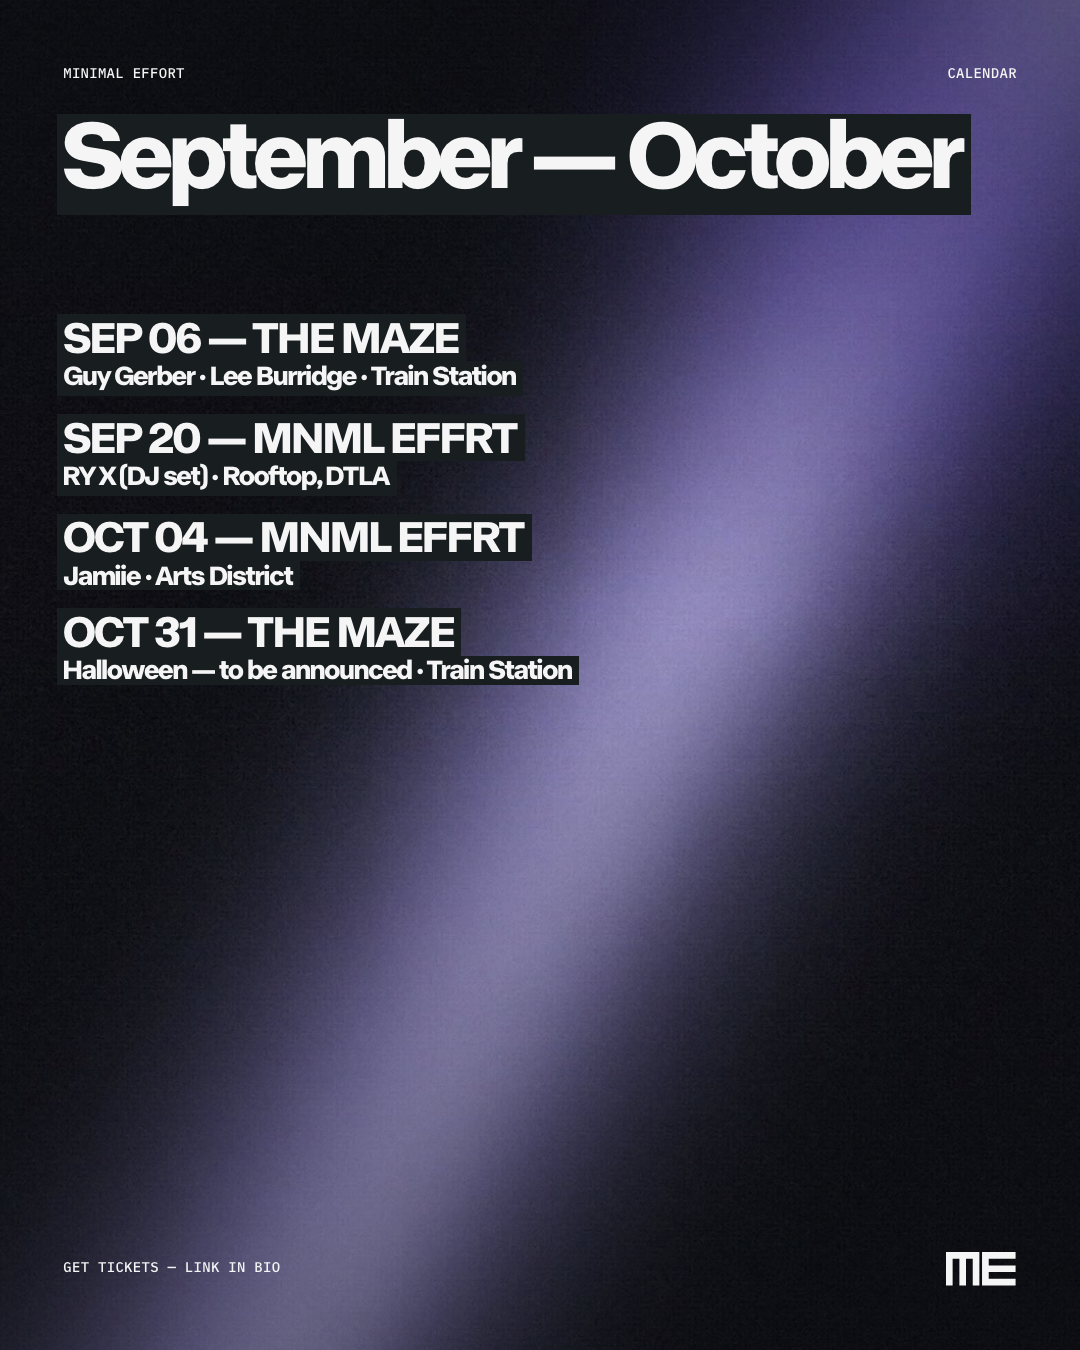 MINIMAL EFFORT
CALENDAR
September — October
SEP 06 — THE MAZE
Guy Gerber · Lee Burridge · Train Station
SEP 20 — MNML EFFRT
RY X (DJ set) · Rooftop, DTLA
OCT 04 — MNML EFFRT
Jamiie · Arts District
OCT 31 — THE MAZE
Halloween — to be announced · Train Station
GET TICKETS — LINK IN BIO
ME